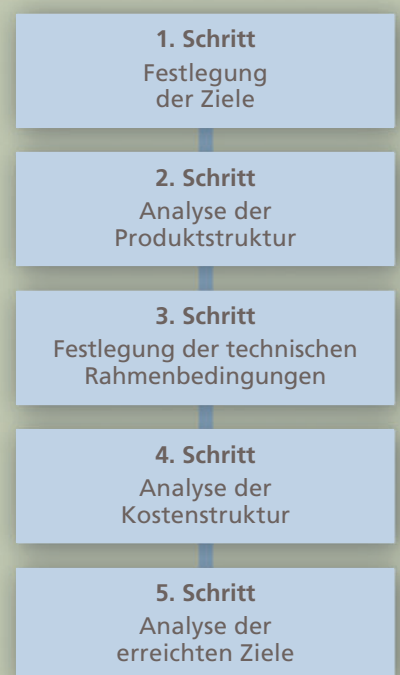 1. Schritt
Festlegung
der Ziele
2. Schritt
Analyse der
Produktstruktur
3. Schritt
Festlegung der technischen
Rahmenbedingungen
4. Schritt
Analyse der
Kostenstruktur
5. Schritt
Analyse der
erreichten Ziele